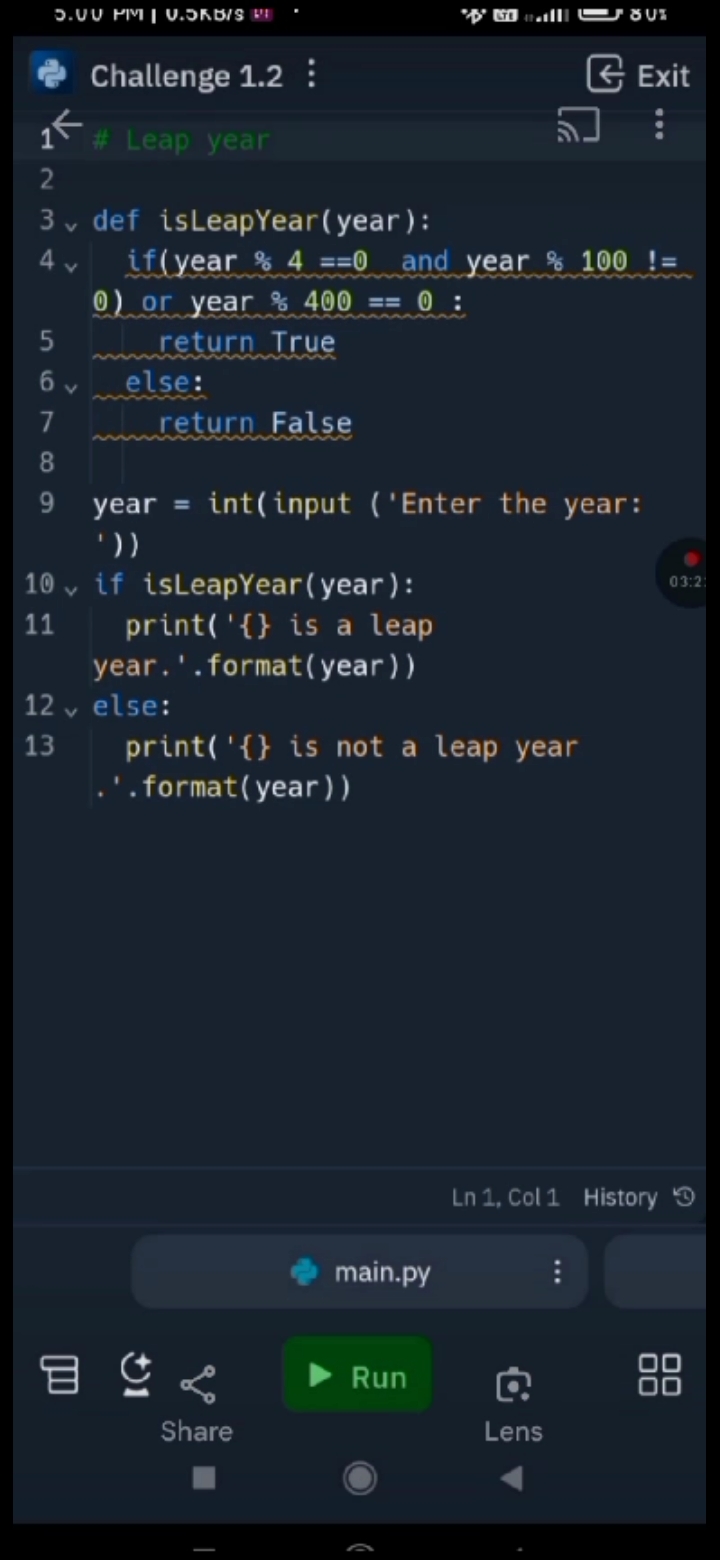 5:00 PM | 0.5KB/s
80%
Challenge 1.2
Exit
1 # Leap year
2
3 def isLeapYear(year):
4 if(year % 4 ==0  and year % 100 !=
0) or year % 400 == 0 :
5 return True
6 else:
7 return False
8
9 year = int(input ('Enter the year:
'))
10 if isLeapYear(year):
11 print('{} is a leap
year.'.format(year))
12 else:
13 print('{} is not a leap year
.'.format(year))
Ln 1, Col 1 History
main.py
Run
Share
Lens